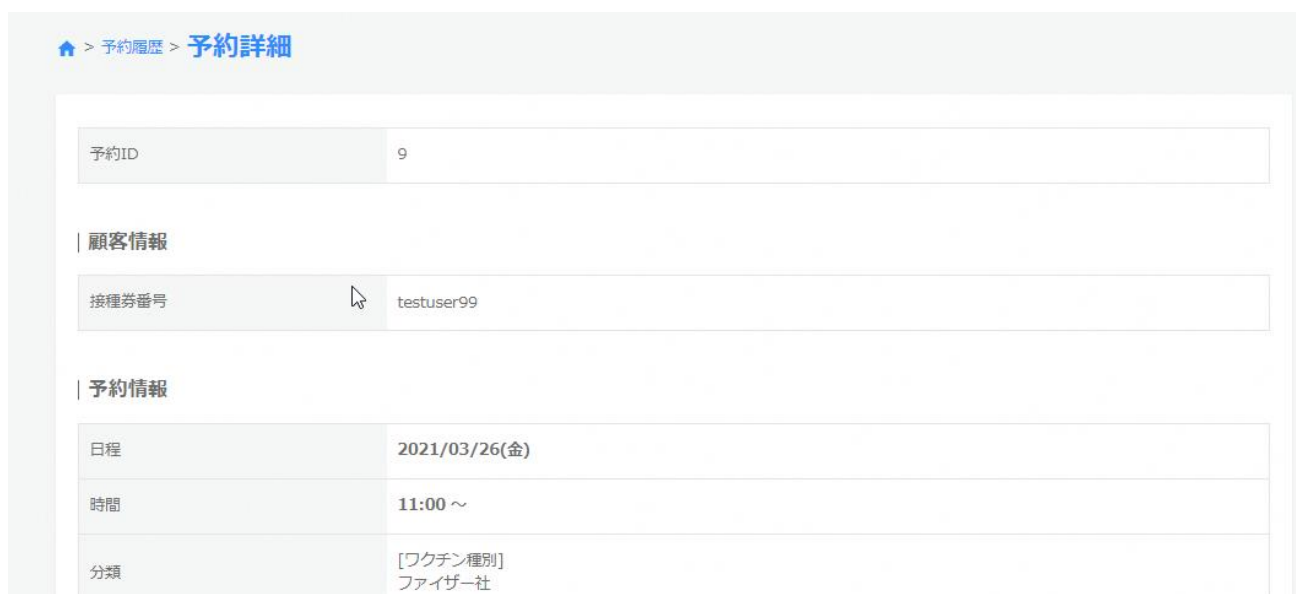 > 予約履歴 > 予約詳細
予約ID 9
顧客情報
接種券番号 testuser99
予約情報
日程 2021/03/26(金)
時間 11:00 ～
分類 [ワクチン種別]
ファイザー社